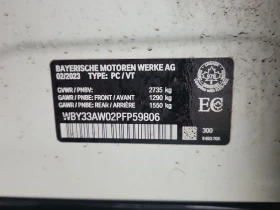 BAYERISCHE MOTOREN WERKE AG
02/2023 TYPE: PC / VT
GVWR / PNBV: 2735 kg
GAWR / PNBE: FRONT / AVANT 1290 kg
GAWR / PNBE: REAR / ARRIÈRE 1550 kg
WBY33AW02PFP59806
EC
300